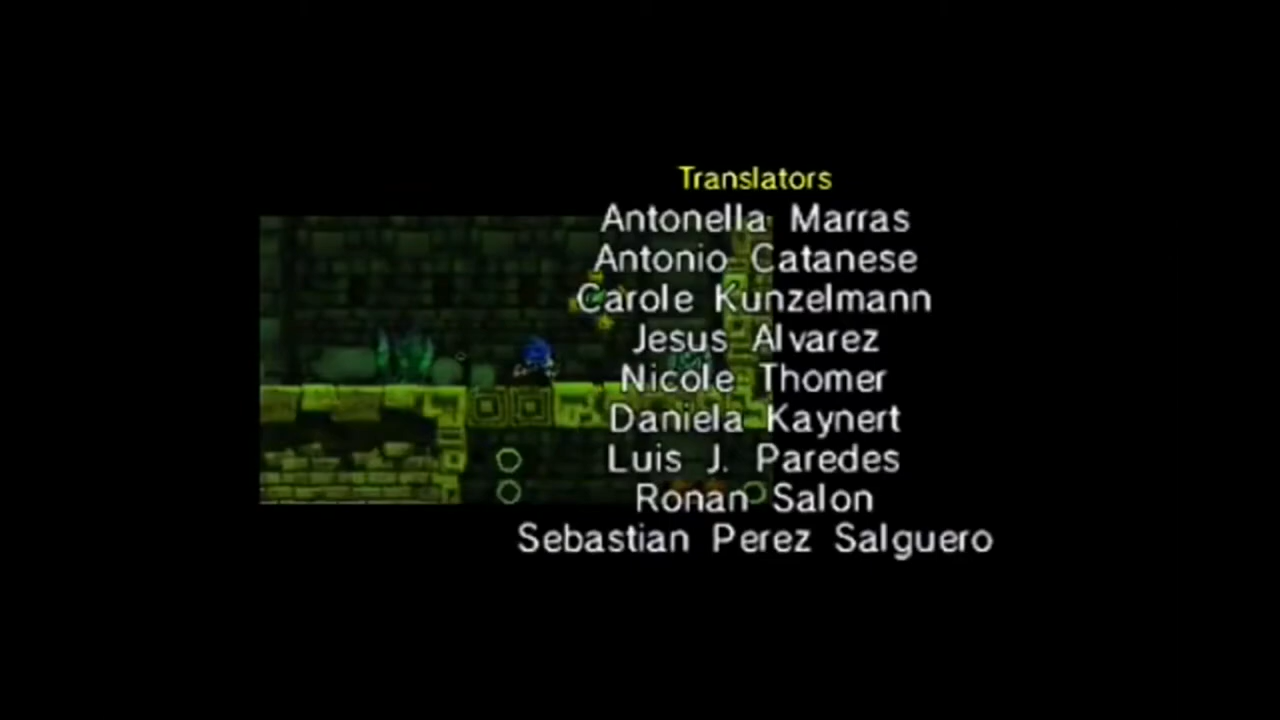 Translators
Antonella Marras
Antonio Catanese
Carole Kunzelmann
Jesus Alvarez
Nicole Thomer
Daniela Kaynert
Luis J. Paredes
Ronan Salon
Sebastian Perez Salguero